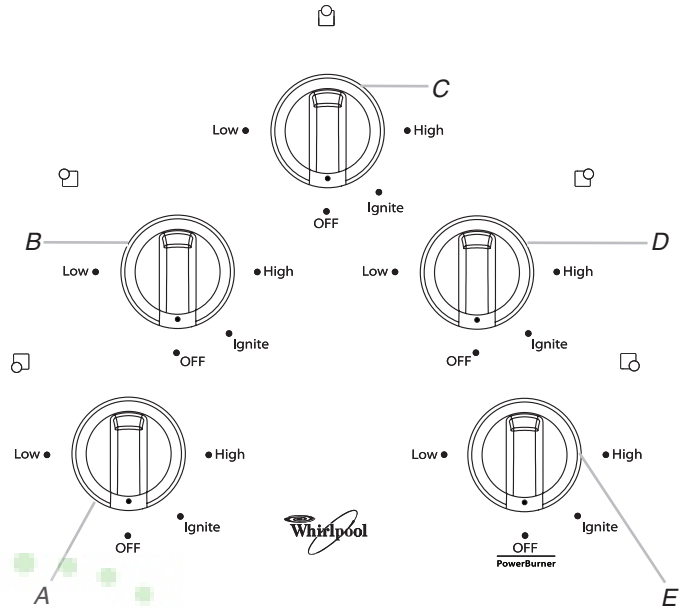 C
Low High
Ignite
OFF
B D
Low High Low High
Ignite Ignite
OFF OFF
Low High Low High
Ignite Ignite
OFF Whirlpool OFF
PowerBurner
A E